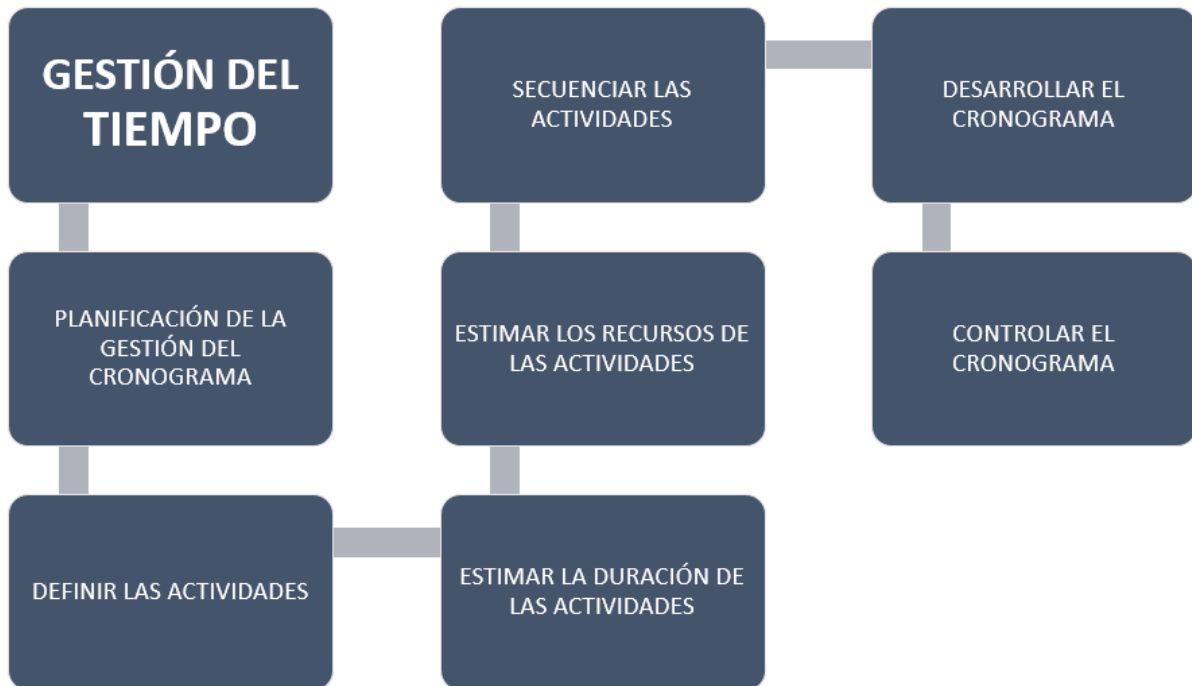 GESTIÓN DEL
TIEMPO
PLANIFICACIÓN DE LA
GESTIÓN DEL
CRONOGRAMA
DEFINIR LAS ACTIVIDADES
ESTIMAR LA DURACIÓN DE
LAS ACTIVIDADES
ESTIMAR LOS RECURSOS DE
LAS ACTIVIDADES
SECUENCIAR LAS
ACTIVIDADES
DESARROLLAR EL
CRONOGRAMA
CONTROLAR EL
CRONOGRAMA